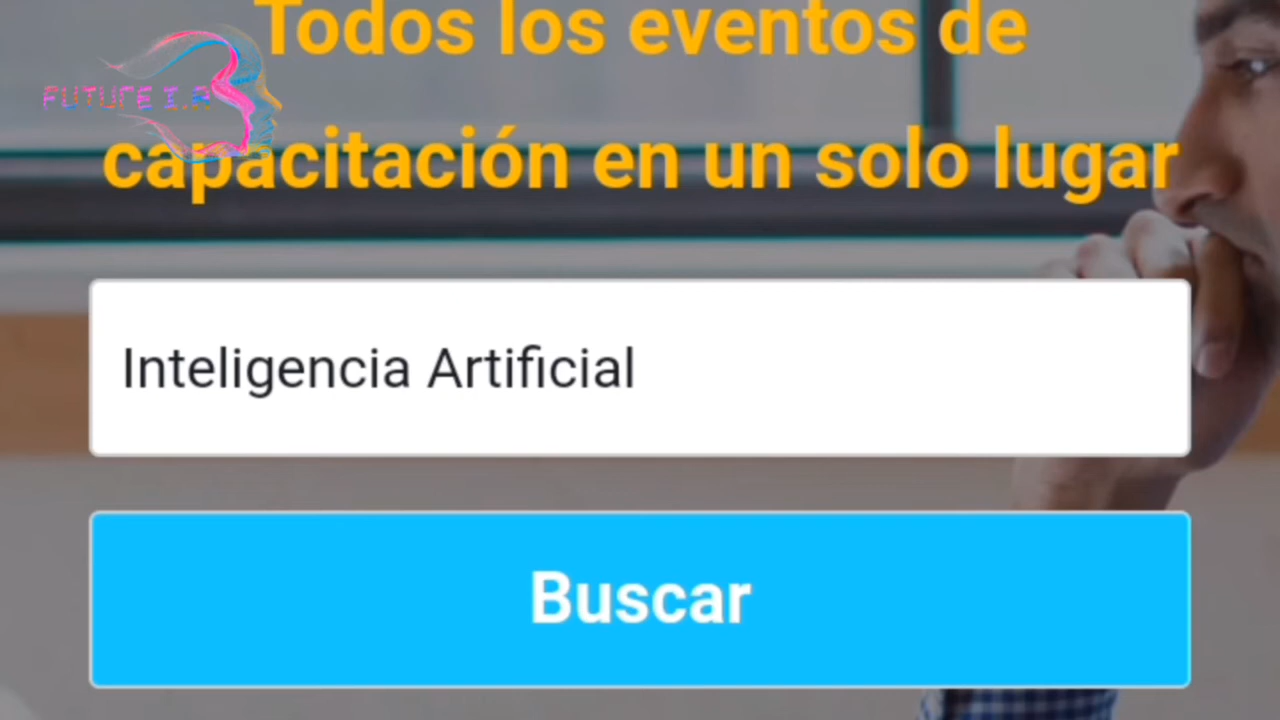 Todos los eventos de
FUTURE I.A
capacitación en un solo lugar
Inteligencia Artificial
Buscar